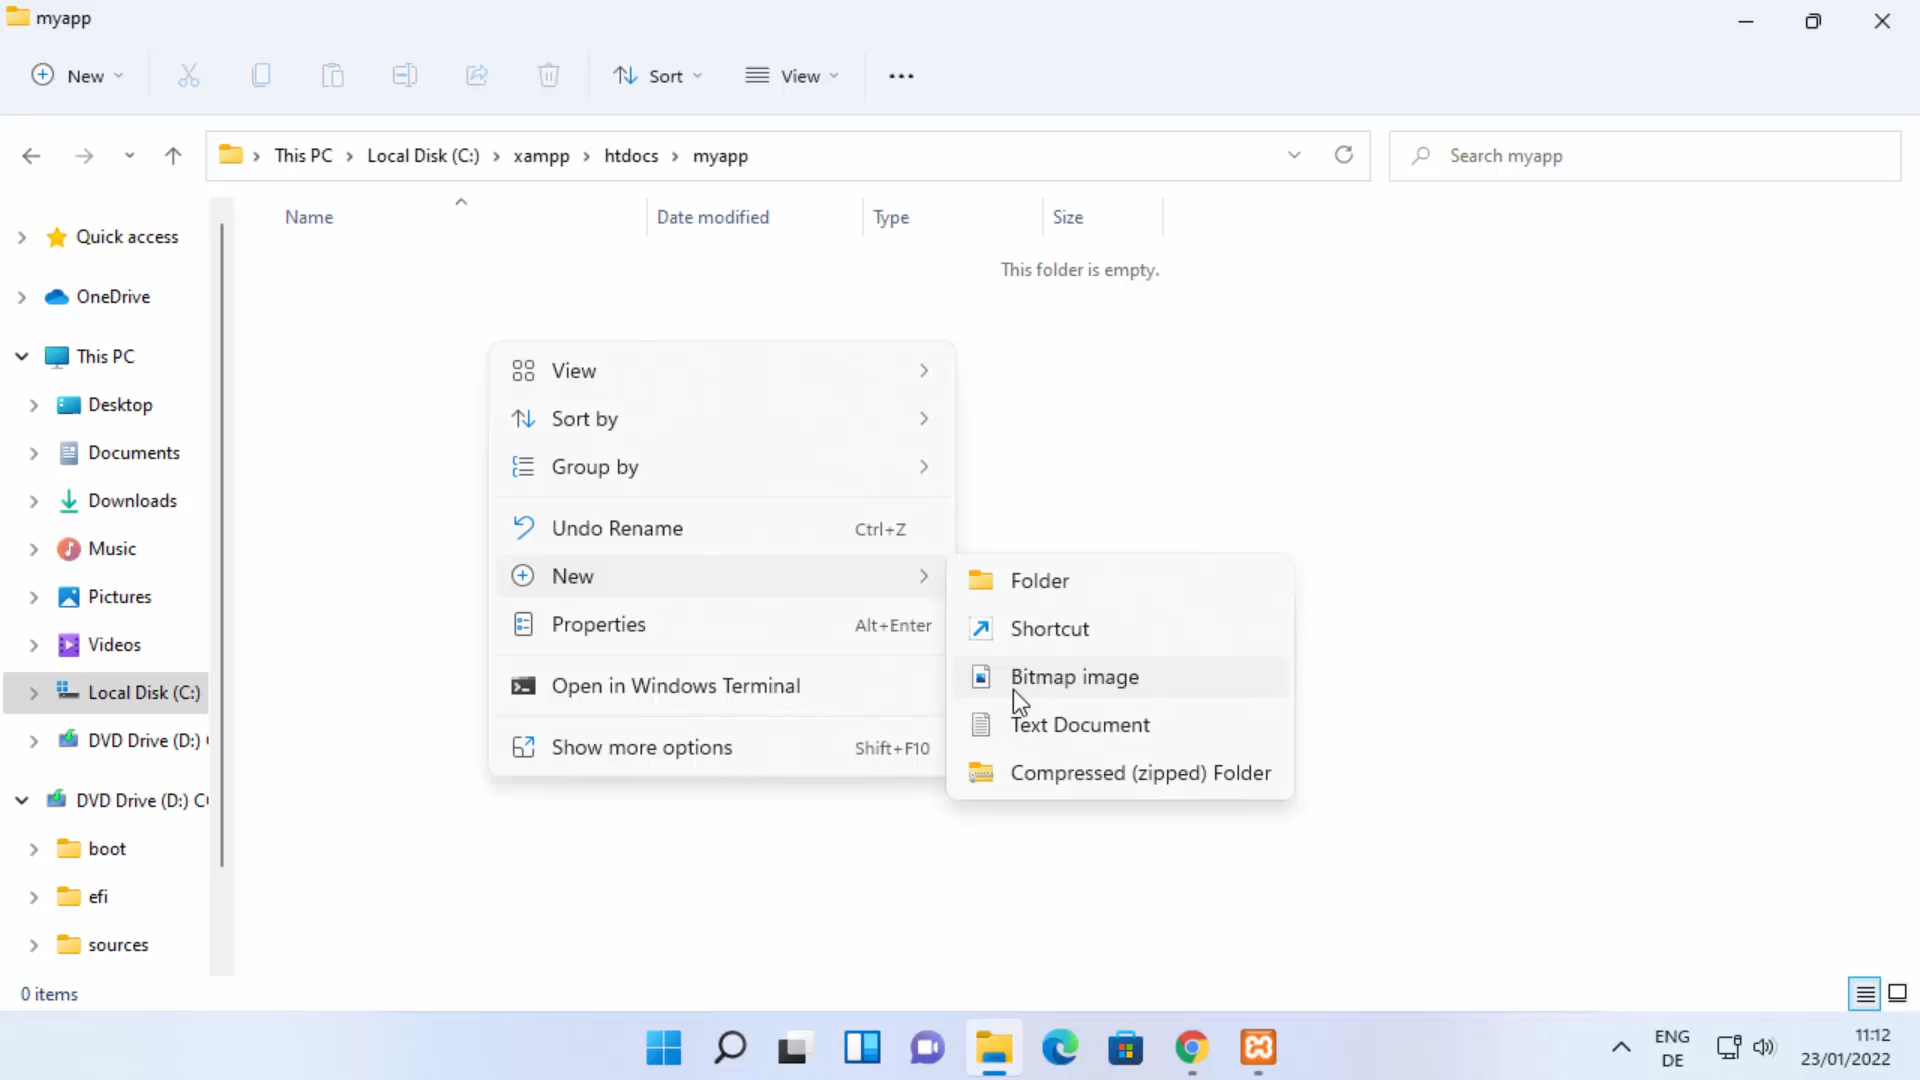 myapp
New
Sort
View
This PC
Local Disk (C:)
xampp
htdocs
myapp
Search myapp
Name
Date modified
Type
Size
This folder is empty.
Quick access
OneDrive
This PC
Desktop
Documents
Downloads
Music
Pictures
Videos
Local Disk (C:)
DVD Drive (D:)
DVD Drive (D:)
boot
efi
sources
View
Sort by
Group by
Undo Rename Ctrl+Z
New
Properties Alt+Enter
Open in Windows Terminal
Show more options Shift+F10
Folder
Shortcut
Bitmap image
Text Document
Compressed (zipped) Folder
0 items
ENG
DE
11:12
23/01/2022